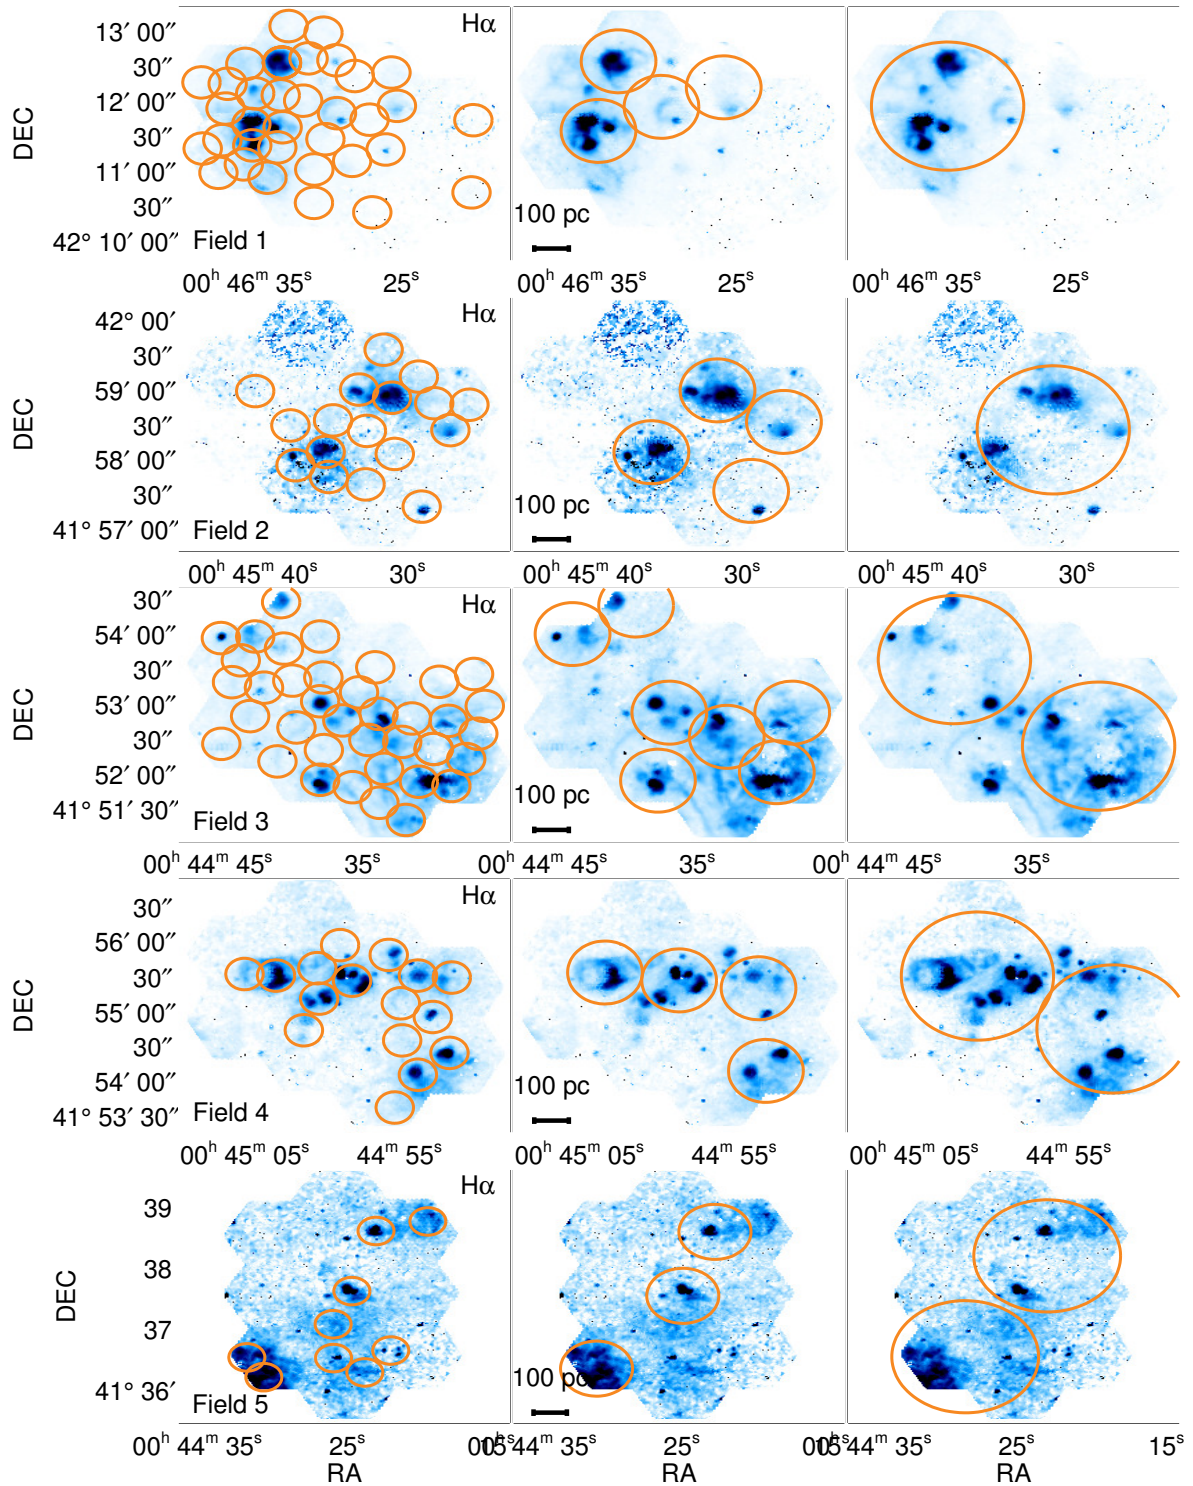 13′ 00″
Hα
30″
12′ 00″
DEC
30″
11′ 00″
30″
100 pc
42° 10′ 00″
Field 1
00ʰ 46ᵐ 35ˢ 25ˢ 00ʰ 46ᵐ 35ˢ 25ˢ 00ʰ 46ᵐ 35ˢ 25ˢ
42° 00′
Hα
30″
59′ 00″
DEC
30″
58′ 00″
30″
100 pc
41° 57′ 00″
Field 2
00ʰ 45ᵐ 40ˢ 30ˢ 00ʰ 45ᵐ 40ˢ 30ˢ 00ʰ 45ᵐ 40ˢ 30ˢ
30″
Hα
54′ 00″
30″
53′ 00″
DEC
30″
52′ 00″
100 pc
41° 51′ 30″
Field 3
00ʰ 44ᵐ 45ˢ 35ˢ 00ʰ 44ᵐ 45ˢ 35ˢ 00ʰ 44ᵐ 45ˢ 35ˢ
Hα
30″
56′ 00″
30″
DEC
55′ 00″
30″
54′ 00″
100 pc
41° 53′ 30″
Field 4
00ʰ 45ᵐ 05ˢ 44ᵐ 55ˢ 00ʰ 45ᵐ 05ˢ 44ᵐ 55ˢ 00ʰ 45ᵐ 05ˢ 44ᵐ 55ˢ
Hα
39
38
DEC
37
100 pc
41° 36′
Field 5
00ʰ 44ᵐ 35ˢ 25ˢ 15ˢ 00ʰ 44ᵐ 35ˢ 25ˢ 15ˢ 00ʰ 44ᵐ 35ˢ 25ˢ 15ˢ
RA RA RA